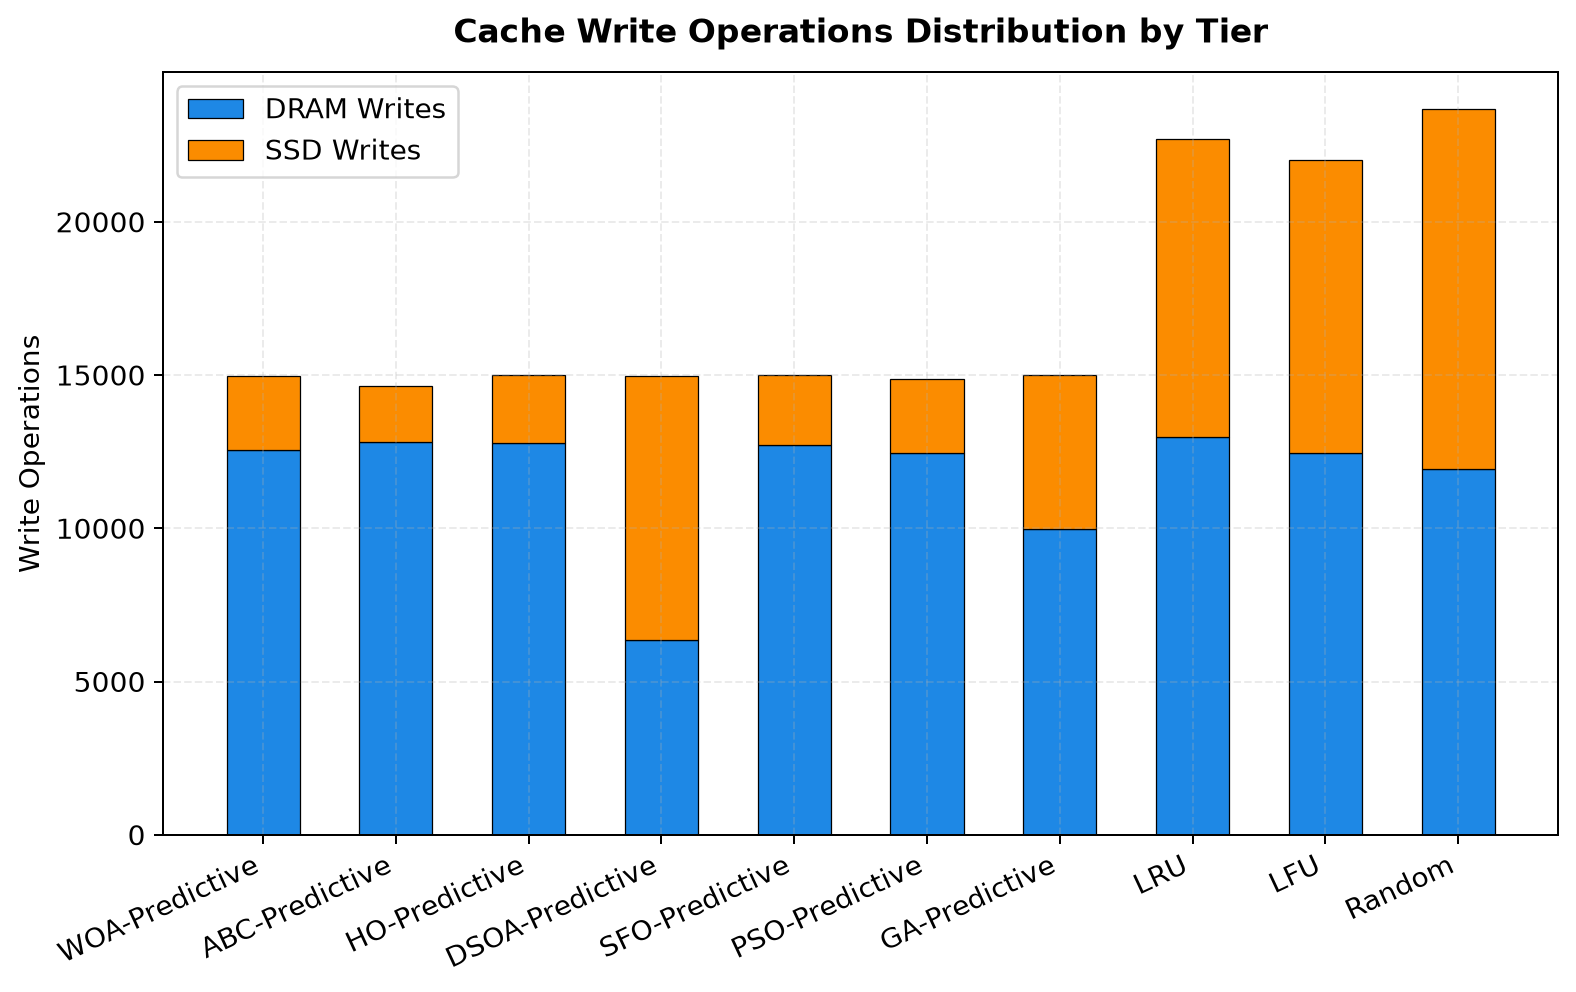 Cache Write Operations Distribution by Tier
DRAM Writes
SSD Writes
Write Operations
20000
15000
10000
5000
0
WOA-Predictive
ABC-Predictive
HO-Predictive
DSOA-Predictive
SFO-Predictive
PSO-Predictive
GA-Predictive
LRU
LFU
Random